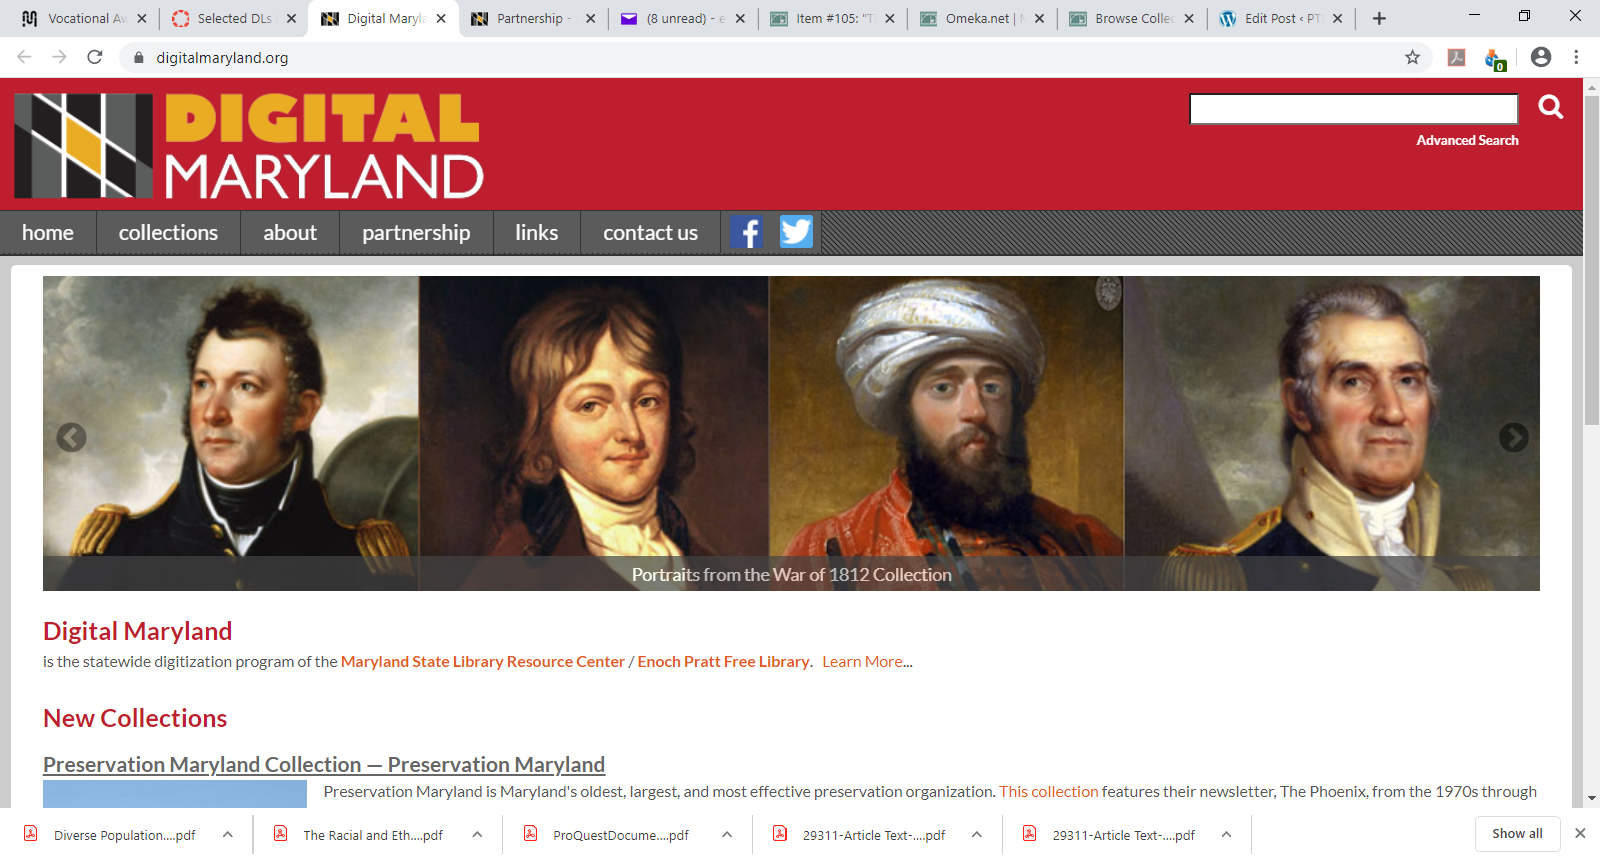 Vocational Aw
Selected DLs
Digital Maryla
Partnership -
(8 unread) - e
Item #105: "Th
Omeka.net | M
Browse Collec
Edit Post ‹ PT
digitalmaryland.org
0
DIGITAL
MARYLAND
Advanced Search
home
collections
about
partnership
links
contact us
Portraits from the War of 1812 Collection
Digital Maryland
is the statewide digitization program of the Maryland State Library Resource Center / Enoch Pratt Free Library. Learn More...
New Collections
Preservation Maryland Collection — Preservation Maryland
Preservation Maryland is Maryland's oldest, largest, and most effective preservation organization. This collection features their newsletter, The Phoenix, from the 1970s through
Diverse Population....pdf
The Racial and Eth....pdf
ProQuestDocume....pdf
29311-Article Text-....pdf
29311-Article Text-....pdf
Show all